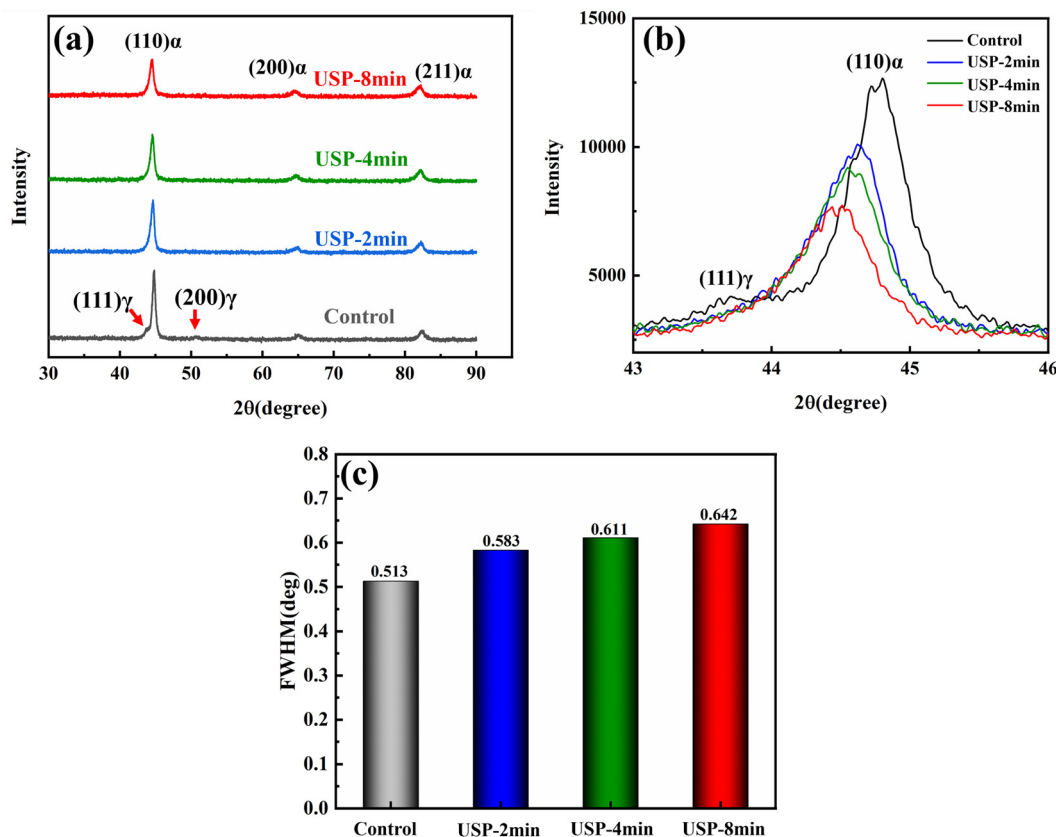 (a)
(110)α
(200)α
(211)α
USP-8min
USP-4min
USP-2min
(111)γ
(200)γ
Control
Intensity
30 40 50 60 70 80 90
2θ(degree)
(b)
Control
USP-2min
USP-4min
USP-8min
(110)α
(111)γ
15000
10000
5000
Intensity
43 44 45 46
2θ(degree)
(c)
0.8
0.7
0.6
0.5
0.4
0.3
0.2
0.1
0.0
FWHM(deg)
0.513
0.583
0.611
0.642
Control USP-2min USP-4min USP-8min